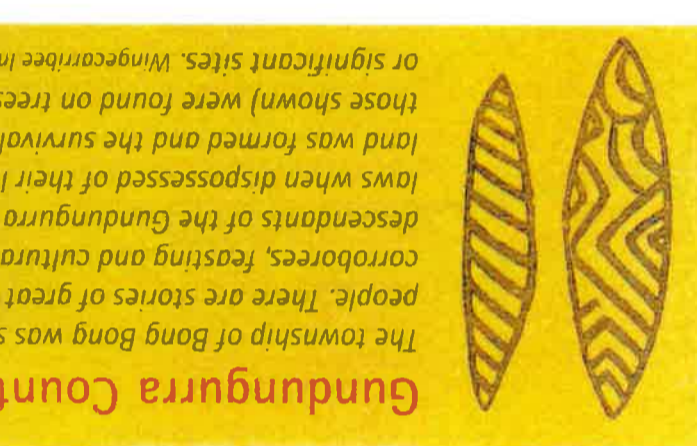 Gundungurra Count
The township of Bong Bong was s
people. There are stories of great
corroborees, feasting and cultura
descendants of the Gundungurra
laws when dispossessed of their l
land was formed and the survival
those shown) were found on trees
or significant sites. Wingecarribee In